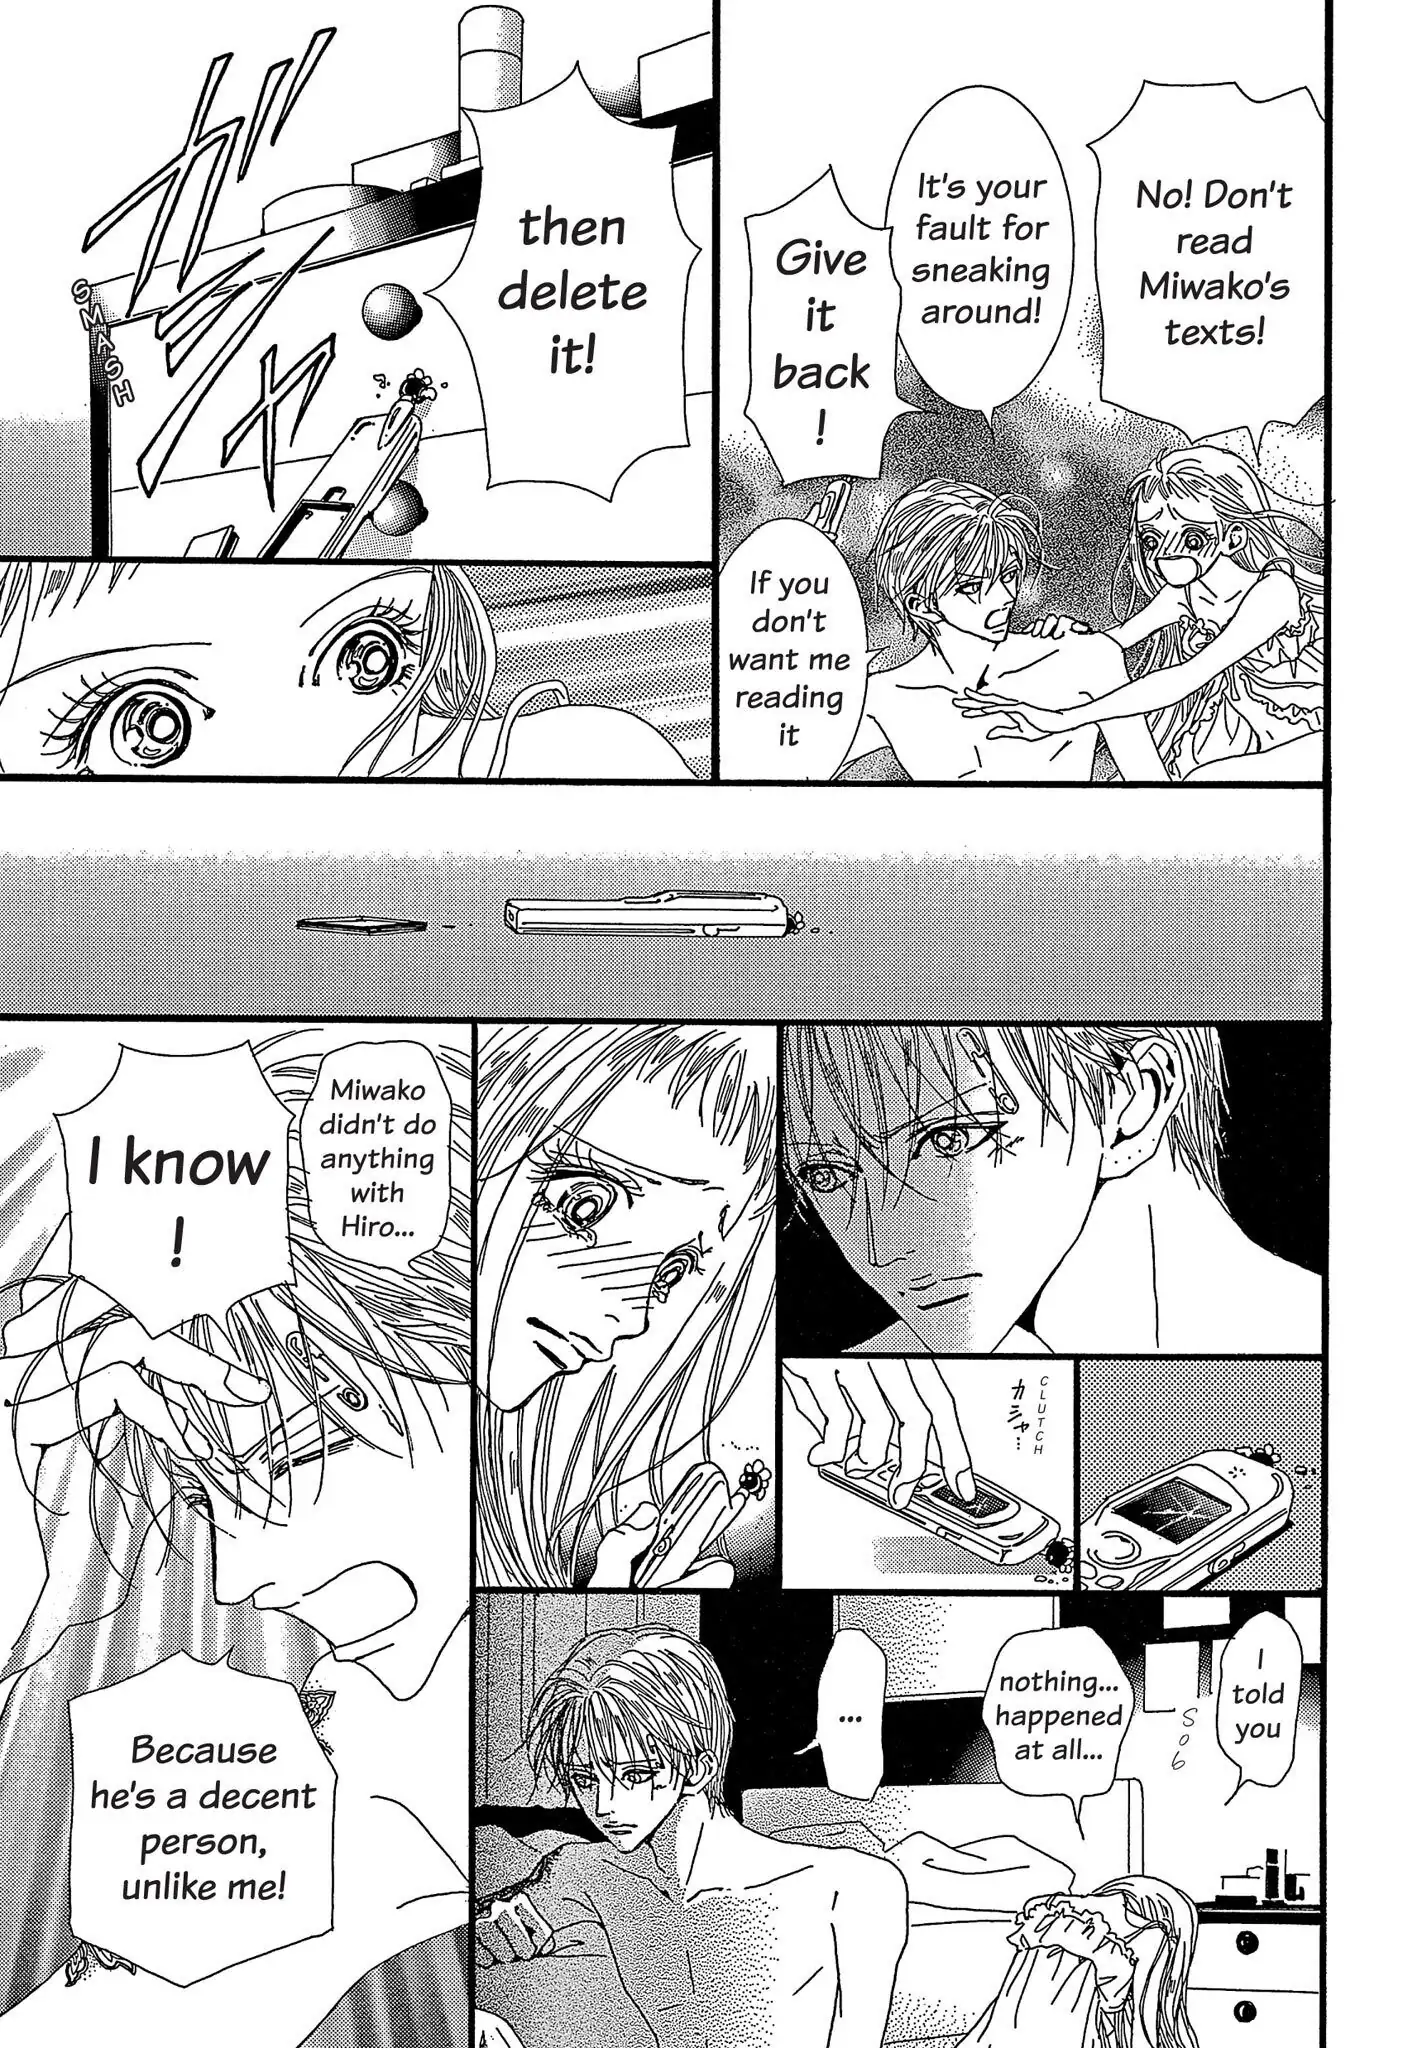 No! Don't
read
Miwako's
texts!
It's your
fault for
sneaking
around!
Give
it
back
!
If you
don't
want me
reading
it
then
delete
it!
ガシャッ
SMASH
カシャ…
CLUTCH
Miwako
didn't do
anything
with
Hiro...
I know
!
Because
he's a decent
person,
unlike me!
I
told
you
Sob
nothing...
happened
at all...
...